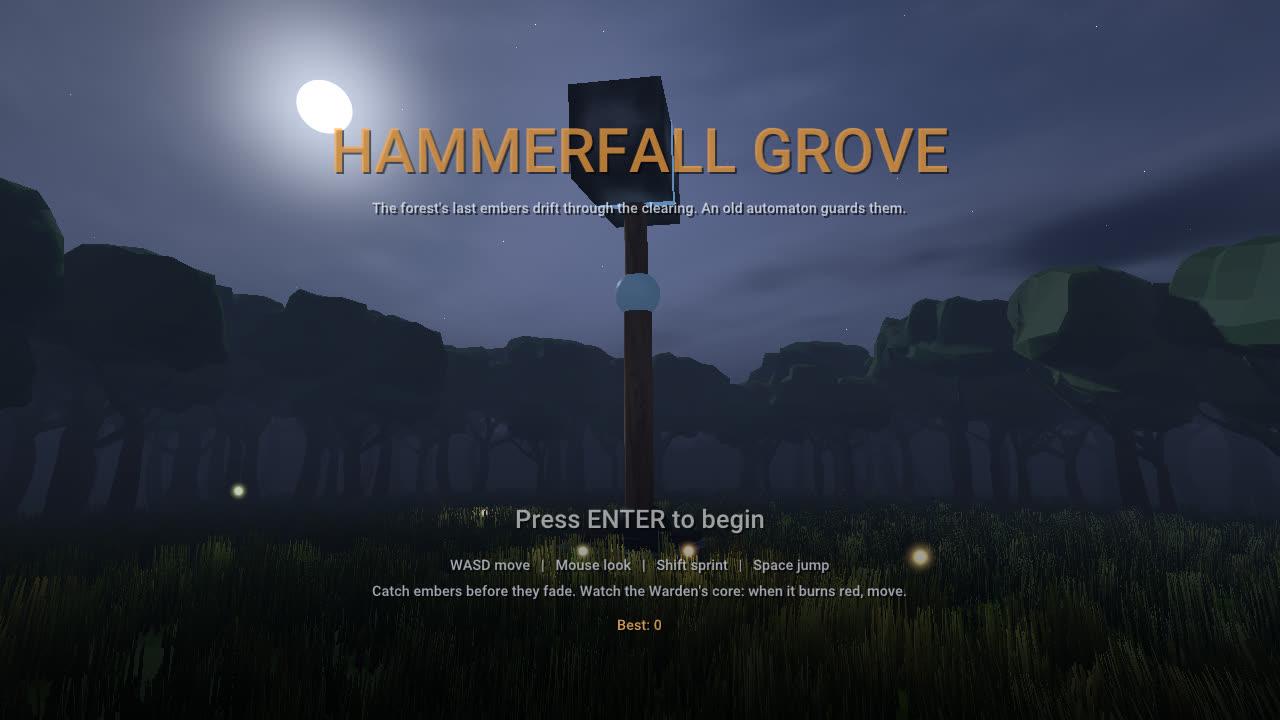 HAMMERFALL GROVE
The forest's last embers drift through the clearing. An old automaton guards them.
Press ENTER to begin
WASD move | Mouse look | Shift sprint | Space jump
Catch embers before they fade. Watch the Warden's core: when it burns red, move.
Best: 0